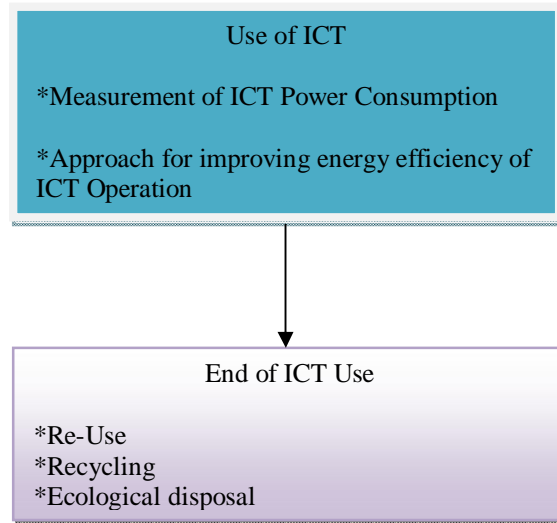 Use of ICT
*Measurement of ICT Power Consumption
*Approach for improving energy efficiency of
ICT Operation
End of ICT Use
*Re-Use
*Recycling
*Ecological disposal